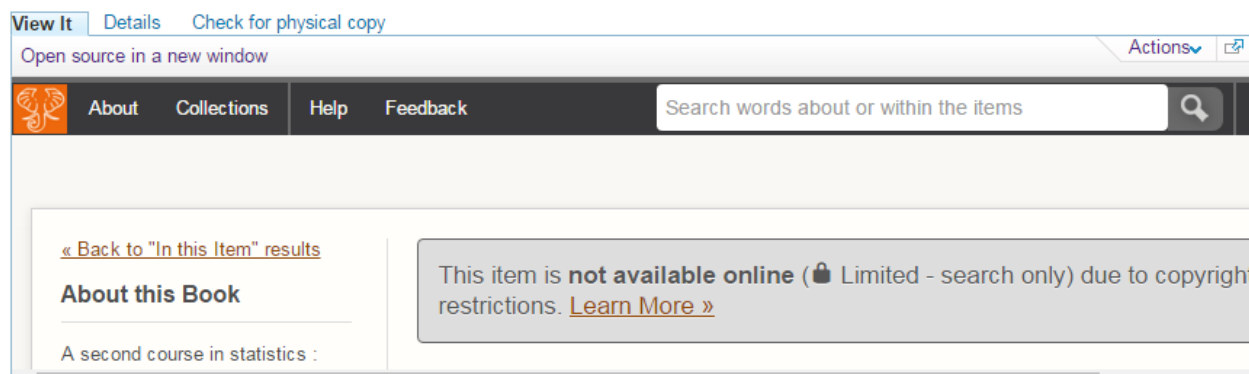 View It Details Check for physical copy
Open source in a new window Actions
About Collections Help Feedback Search words about or within the items
« Back to "In this Item" results
About this Book
A second course in statistics :
This item is not available online ( Limited - search only) due to copyright
restrictions. Learn More »